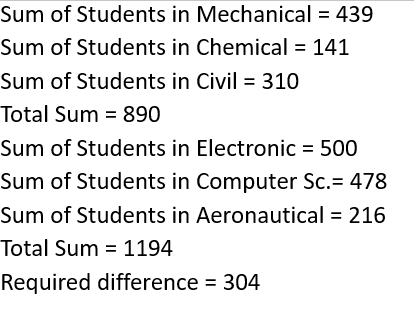 Sum of Students in Mechanical = 439
Sum of Students in Chemical = 141
Sum of Students in Civil = 310
Total Sum = 890
Sum of Students in Electronic = 500
Sum of Students in Computer Sc.= 478
Sum of Students in Aeronautical = 216
Total Sum = 1194
Required difference = 304